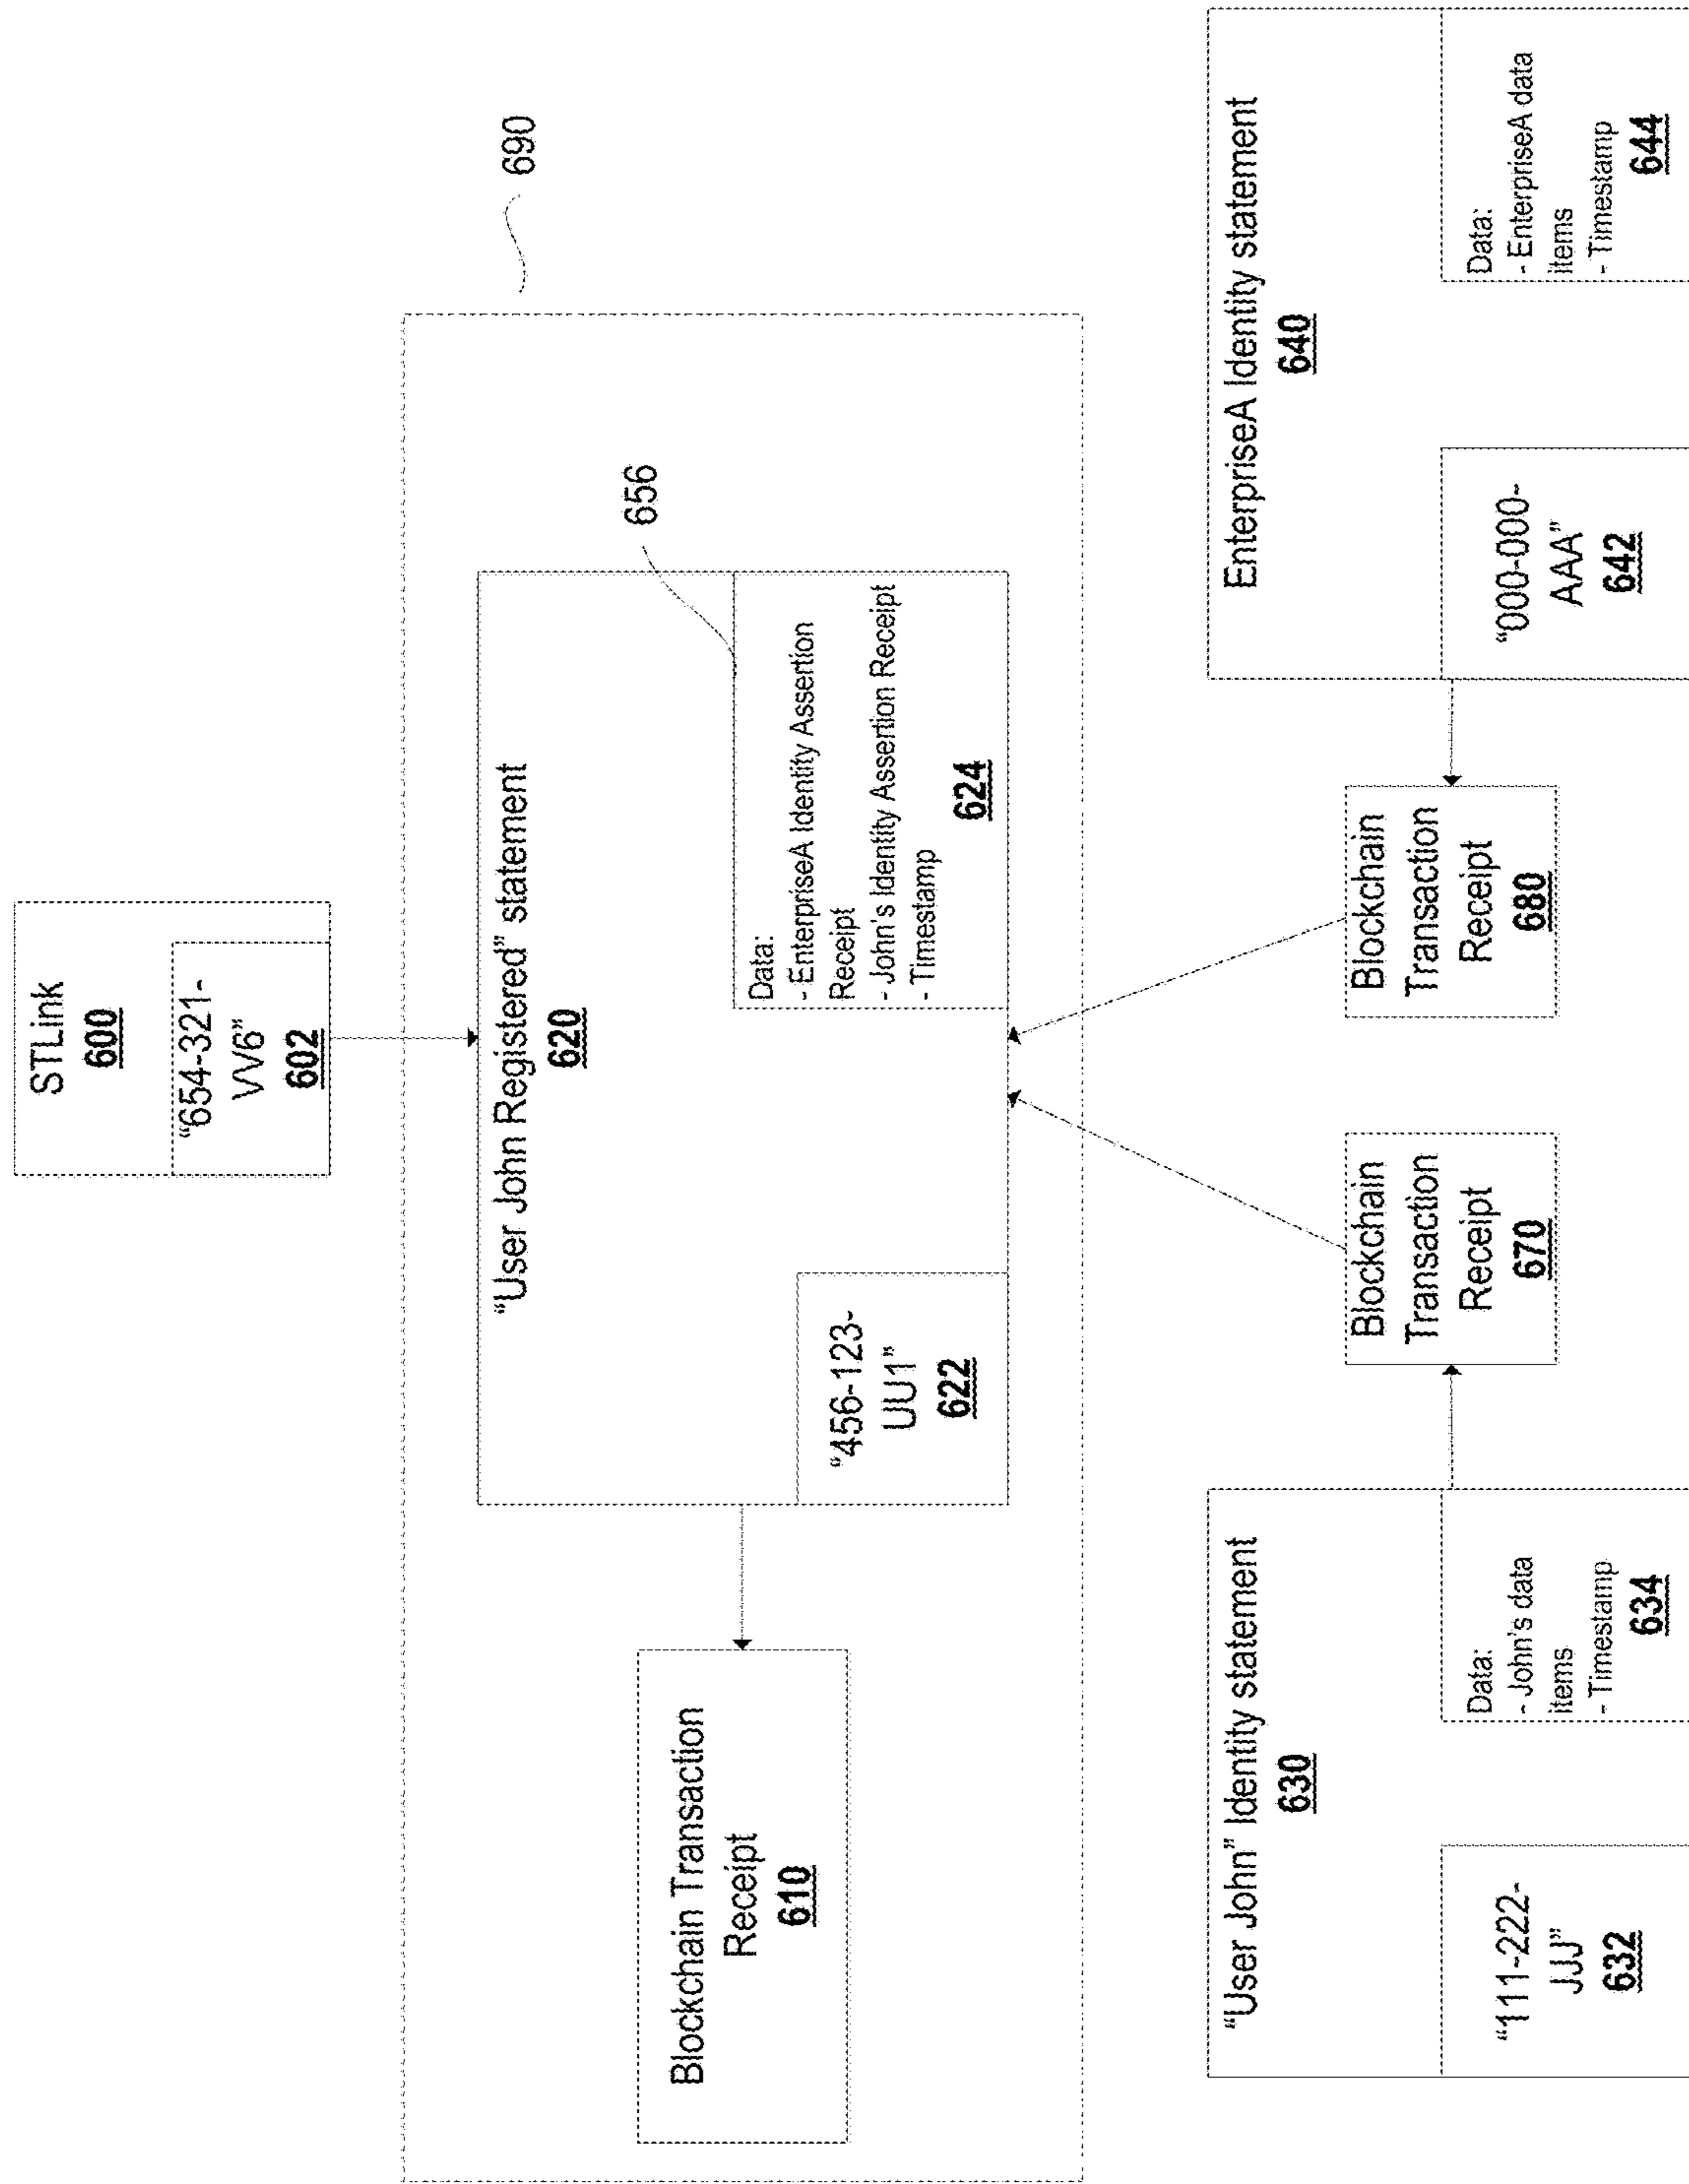 STLink
600
“654-321-
VV6”
602
690
“User John Registered” statement
620
656
Blockchain Transaction
Receipt
610
“456-123-
UU1”
622
Data:
- EnterpriseA Identity Assertion
Receipt
- John's Identity Assertion Receipt
- Timestamp
624
Blockchain
Transaction
Receipt
670
Blockchain
Transaction
Receipt
680
“User John” Identity statement
630
“111-222-
JJJ”
632
Data:
- John's data
items
- Timestamp
634
EnterpriseA Identity statement
640
“000-000-
AAA”
642
Data:
- EnterpriseA data
items
- Timestamp
644